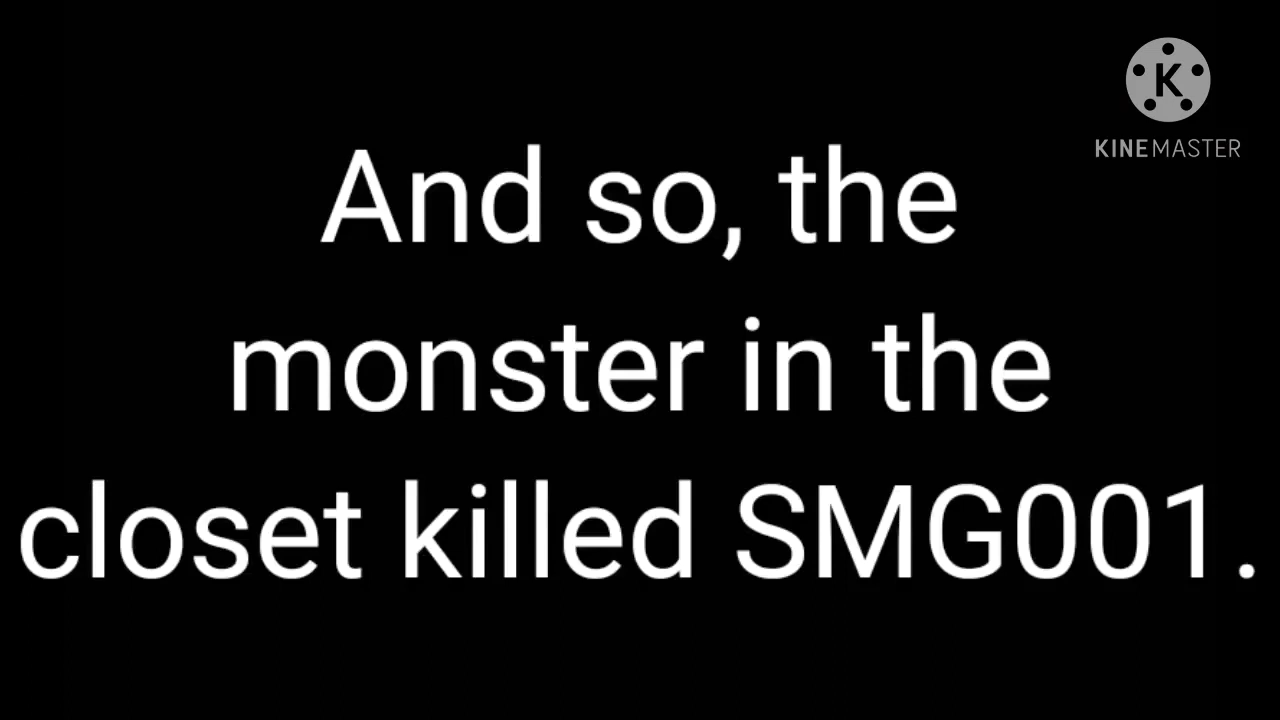 K
KINEMASTER
And so, the
monster in the
closet killed SMG001.